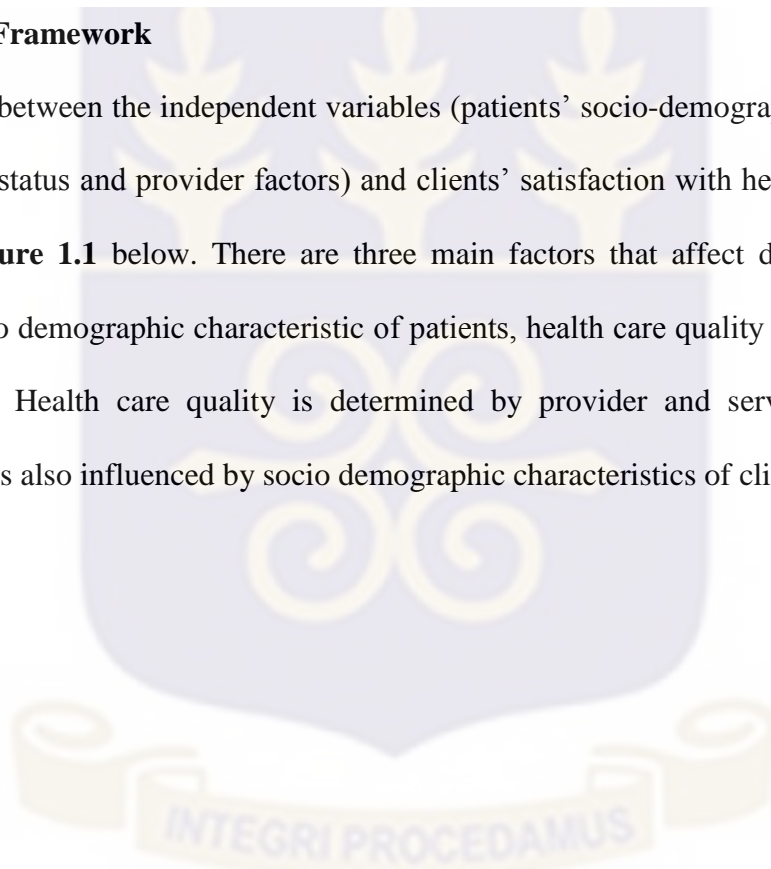 Framework
between the independent variables (patients’ socio-demogra
status and provider factors) and clients’ satisfaction with he
ure 1.1 below. There are three main factors that affect d
o demographic characteristic of patients, health care quality
Health care quality is determined by provider and serv
s also influenced by socio demographic characteristics of cli
INTEGRI PROCEDAMUS